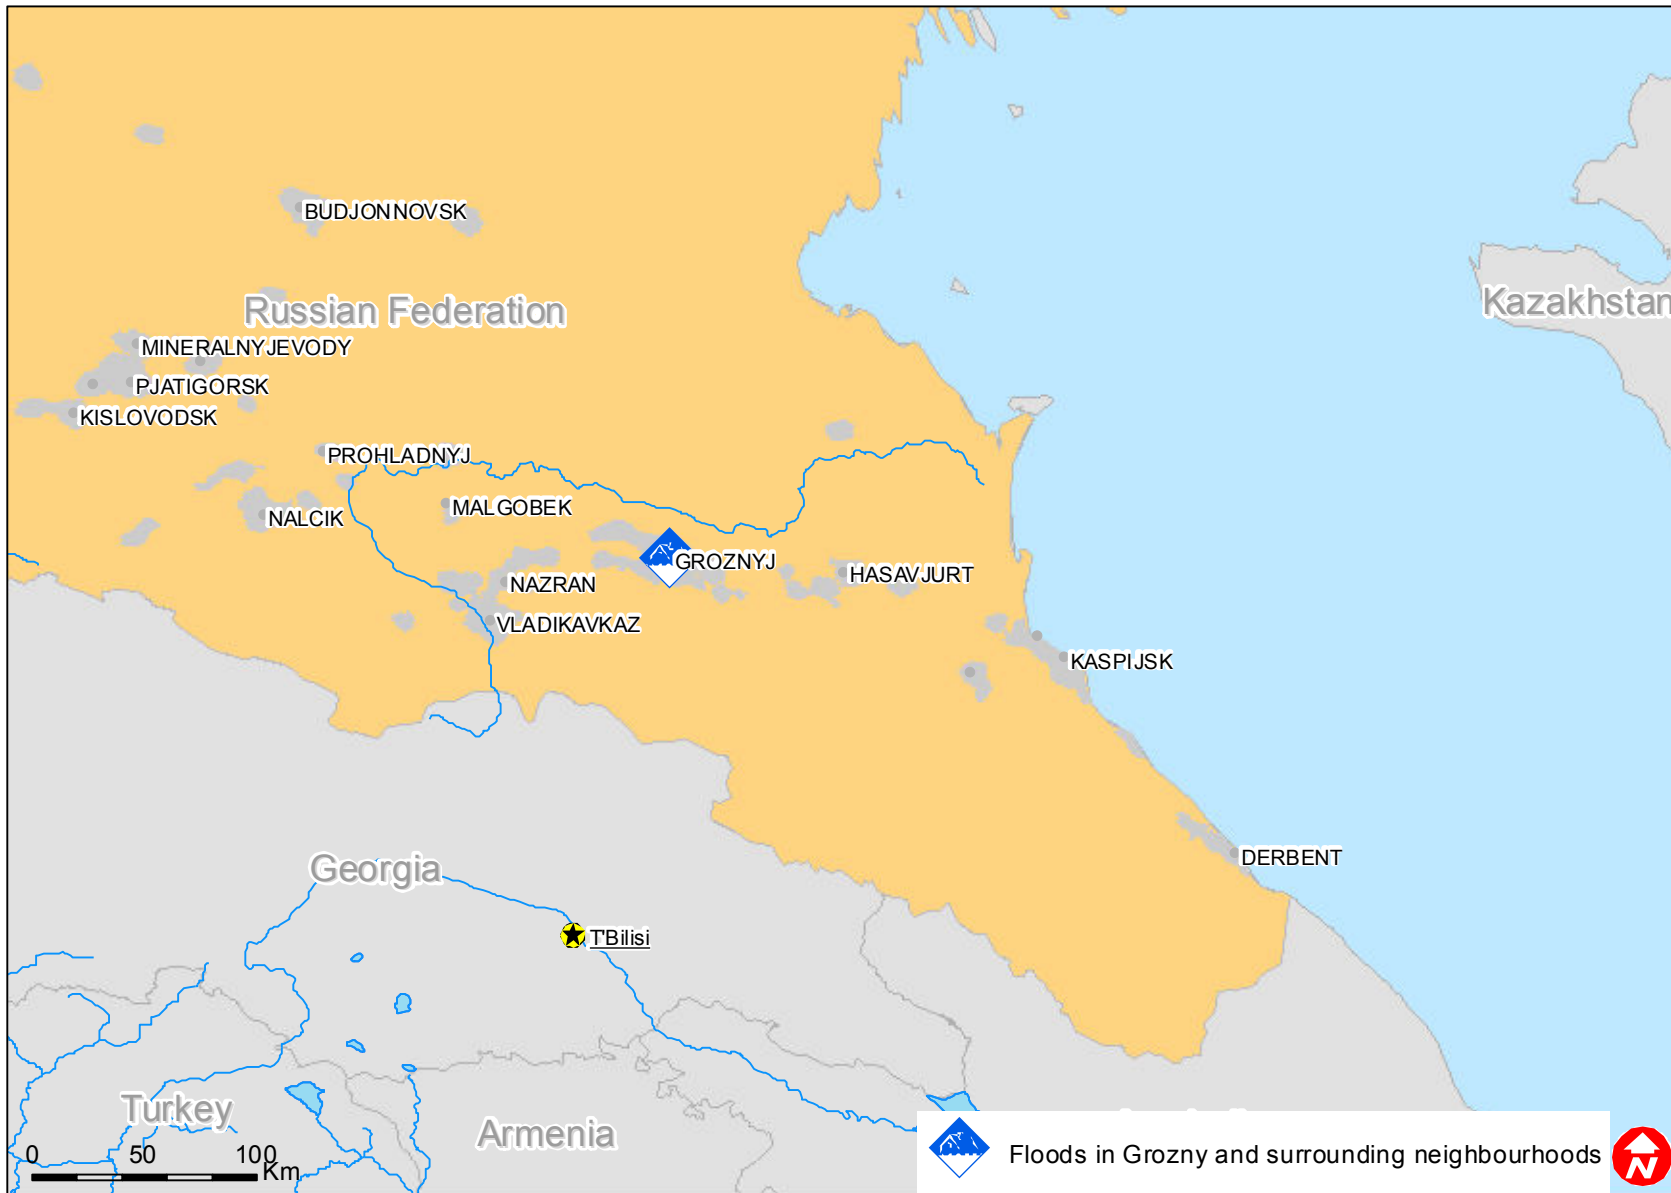 BUDJONNOVSK
Russian Federation
Kazakhstan
MINERALNYJEVODY
PJATIGORSK
KISLOVODSK
PROHLADNYJ
MALGOBEK
NALCIK
GROZNYJ
HASAVJURT
NAZRAN
VLADIKAVKAZ
KASPIJSK
DERBENT
Georgia
T'Bilisi
Turkey
Armenia
0 50 100 Km
Floods in Grozny and surrounding neighbourhoods
N